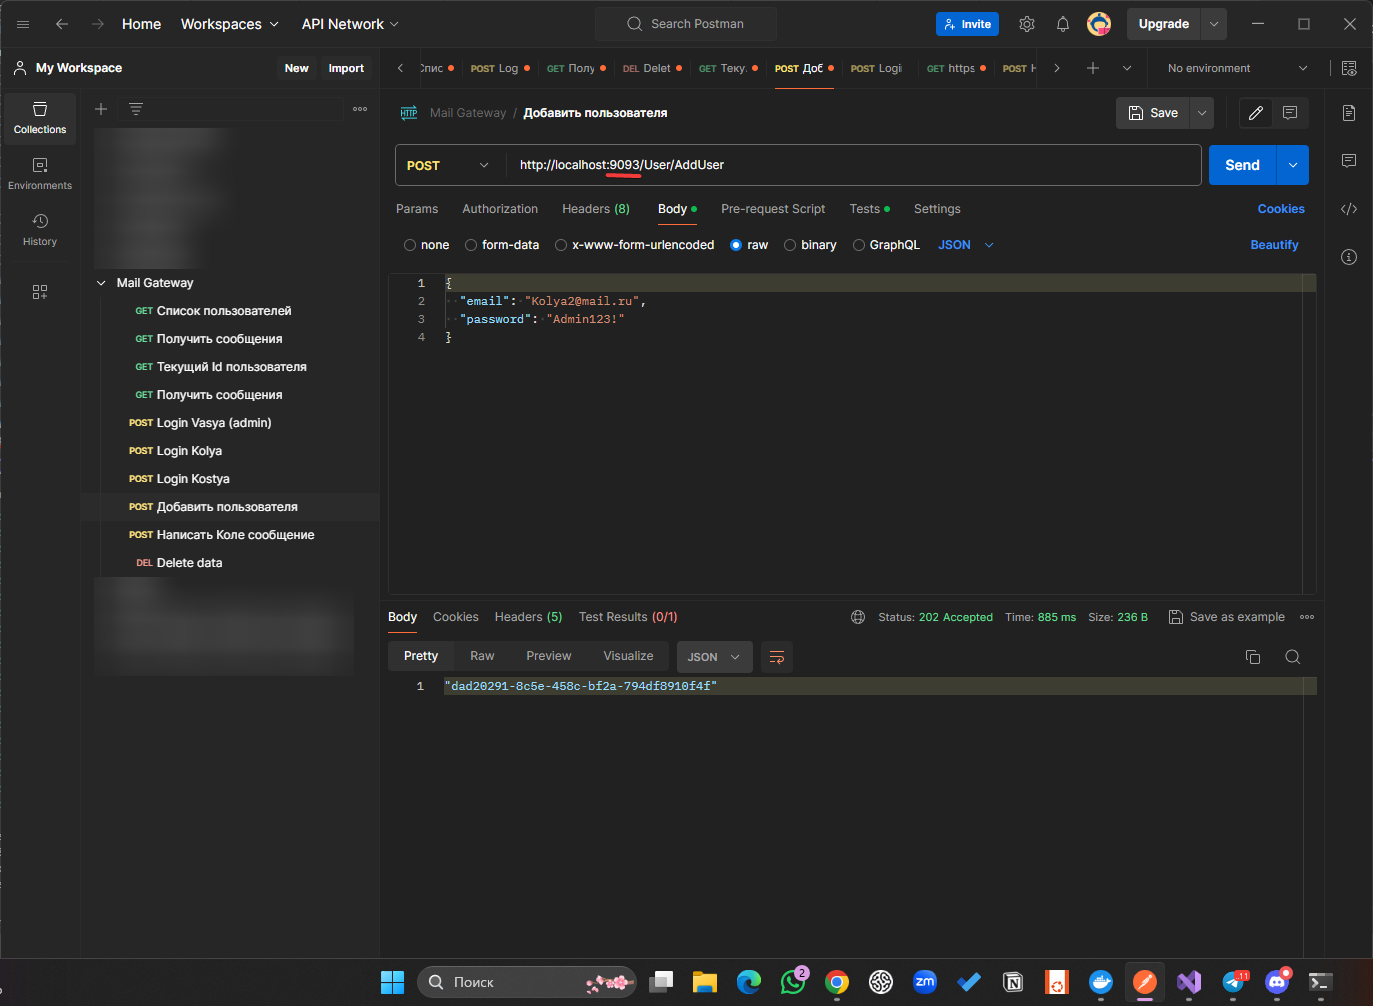 Home Workspaces API Network Search Postman Invite Upgrade
My Workspace New Import
Спис POST Log GET Полу DEL Delet GET Теку. POST Доб POST Logi GET https POST No environment
Collections
Environments
History
Mail Gateway
GET Список пользователей
GET Получить сообщения
GET Текущий Id пользователя
GET Получить сообщения
POST Login Vasya (admin)
POST Login Kolya
POST Login Kostya
POST Добавить пользователя
POST Написать Коле сообщение
DEL Delete data
HTTP Mail Gateway / Добавить пользователя Save
POST http://localhost:9093/User/AddUser Send
Params Authorization Headers (8) Body Pre-request Script Tests Settings Cookies
none form-data x-www-form-urlencoded raw binary GraphQL JSON Beautify
1 {
2 "email": "Kolya2@mail.ru",
3 "password": "Admin123!"
4 }
Body Cookies Headers (5) Test Results (0/1) Status: 202 Accepted Time: 885 ms Size: 236 B Save as example
Pretty Raw Preview Visualize JSON
1 "dad20291-8c5e-458c-bf2a-794df8910f4f"
Поиск 2 zm N 11